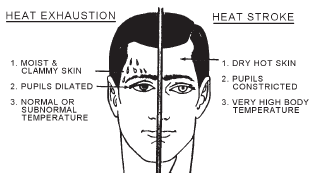 HEAT EXHAUSTION
1. MOIST &
CLAMMY SKIN
2. PUPILS DILATED
3. NORMAL OR
SUBNORMAL
TEMPERATURE
HEAT STROKE
1. DRY HOT SKIN
2. PUPILS
CONSTRICTED
3. VERY HIGH BODY
TEMPERATURE